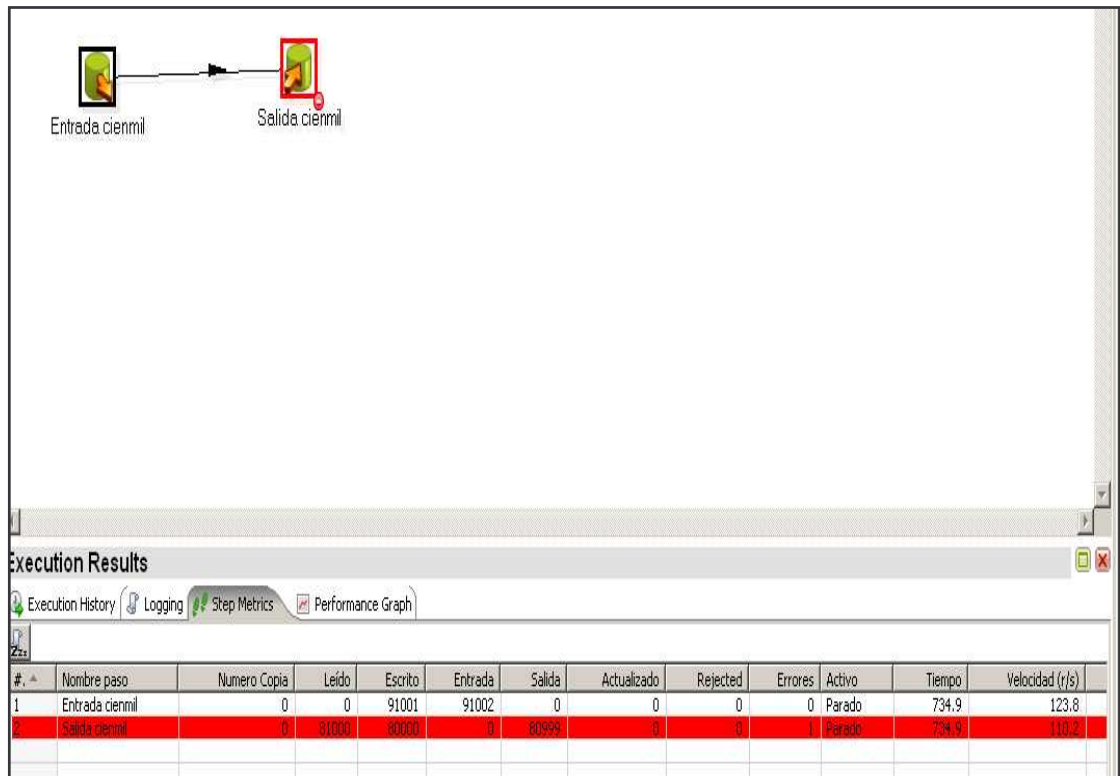 Entrada cienmil
Salida cienmil
Execution Results
Execution History Logging Step Metrics Performance Graph
#. Nombre paso Numero Copia Leído Escrito Entrada Salida Actualizado Rejected Errores Activo Tiempo Velocidad (r/s)
1 Entrada cienmil 0 0 91001 91002 0 0 0 0 Parado 734.9 123.8
2 Salida cienmil 0 81000 80000 0 80999 0 0 1 Parado 734.9 110.2